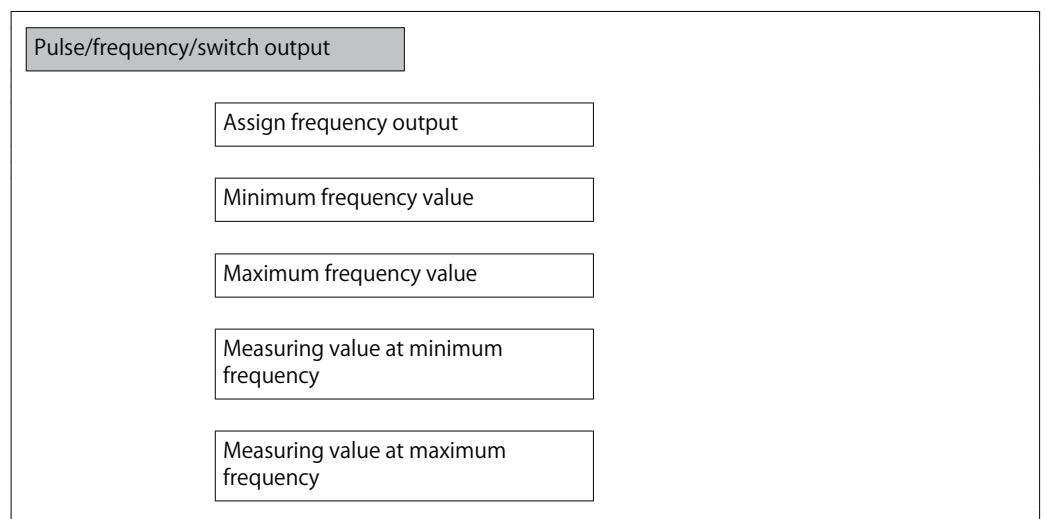 Pulse/frequency/switch output
Assign frequency output
Minimum frequency value
Maximum frequency value
Measuring value at minimum
frequency
Measuring value at maximum
frequency